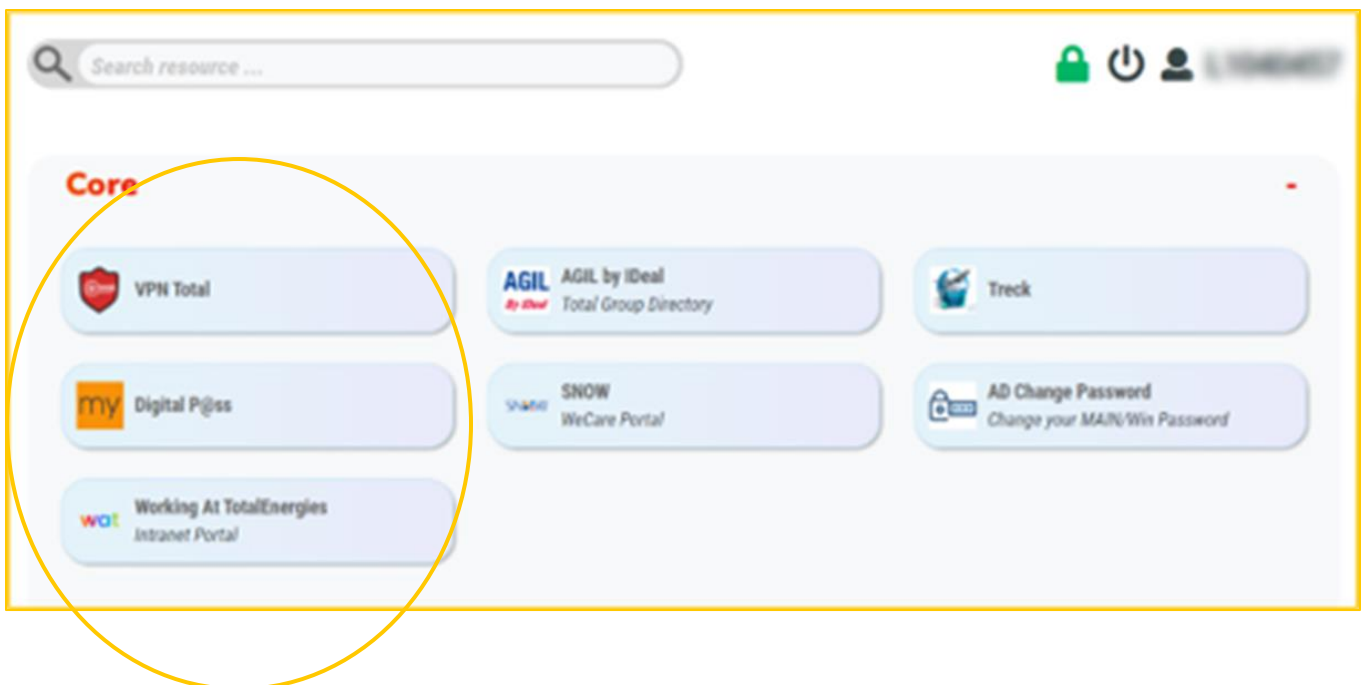 Search resource ...
Core
-
VPN Total
AGIL
By IDeal
AGIL by IDeal
Total Group Directory
Treck
my
Digital P@ss
SNOW
WeCare Portal
AD Change Password
Change your MAIN/Win Password
wat
Working At TotalEnergies
Intranet Portal